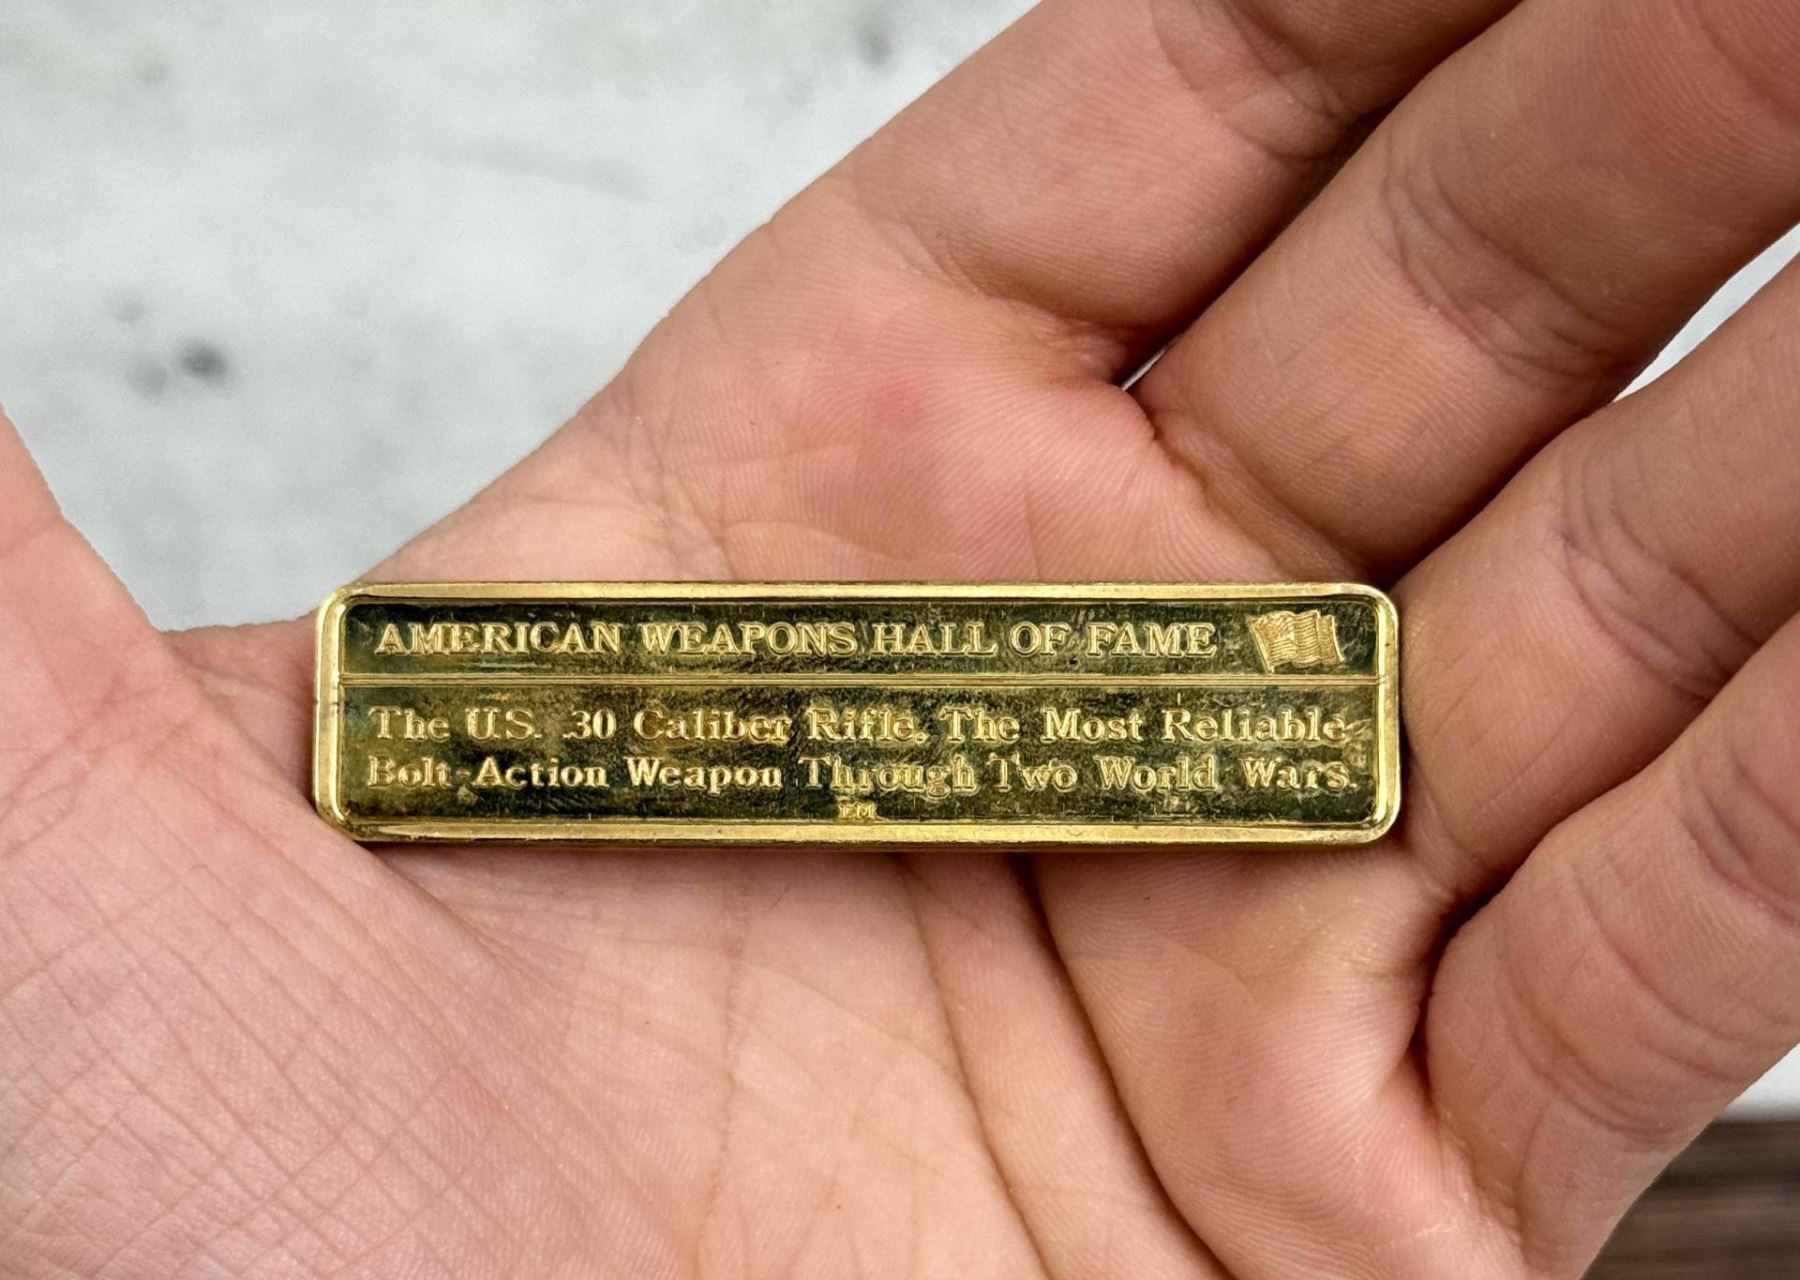 AMERICAN WEAPONS HALL OF FAME
The U.S. .30 Caliber Rifle, The Most Reliable
Bolt-Action Weapon Through Two World Wars.